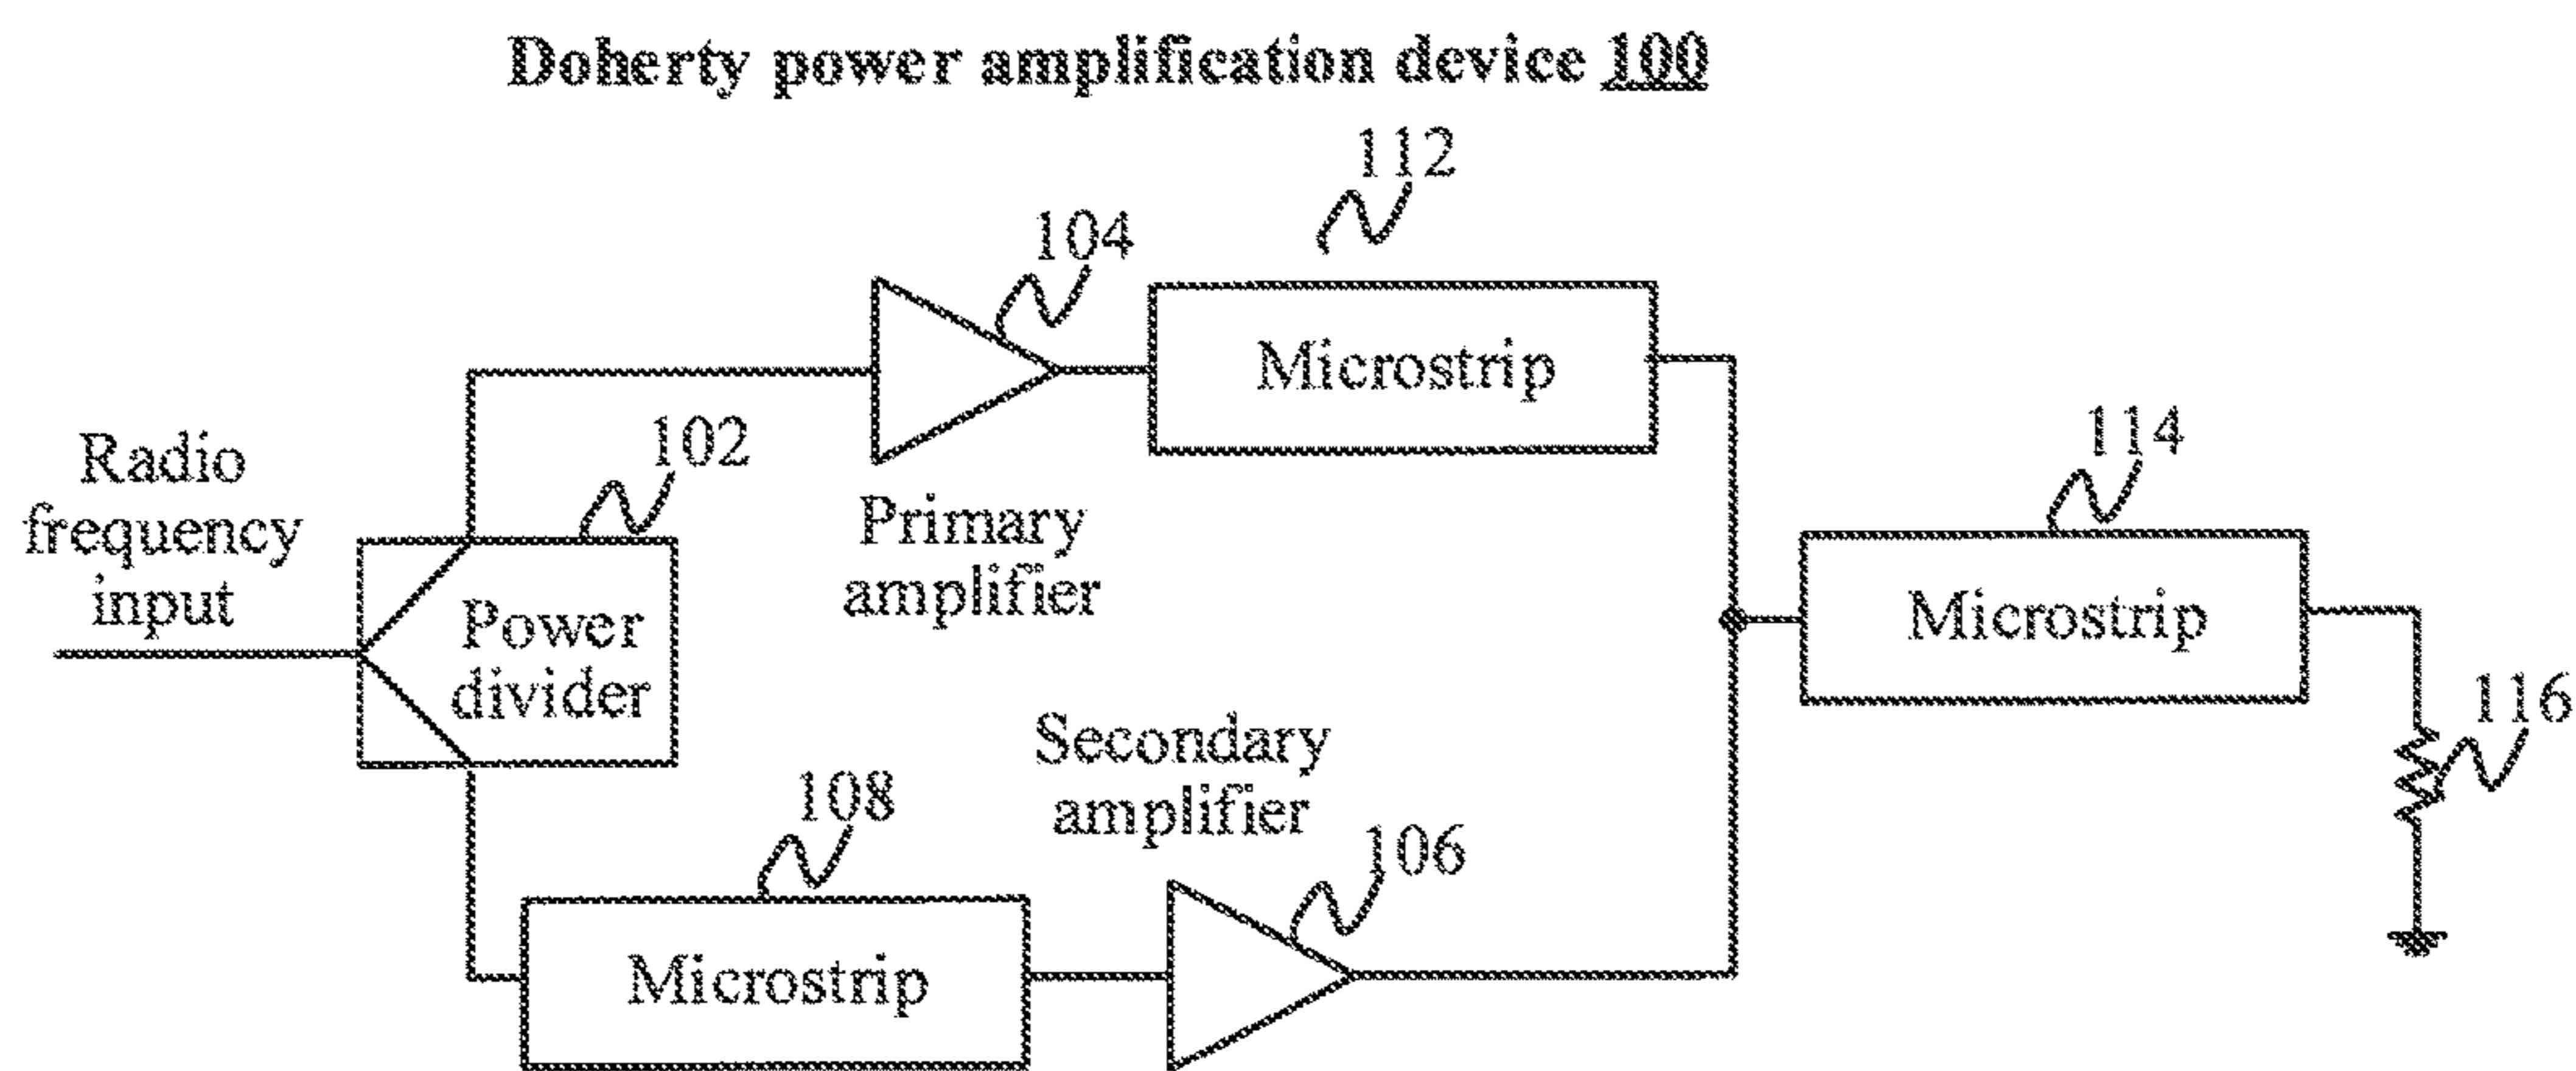 Doherty power amplification device 100
112
104
Microstrip
102
Radio
frequency
input
Primary
amplifier
Power
divider
114
Microstrip
116
Secondary
amplifier
108
106
Microstrip